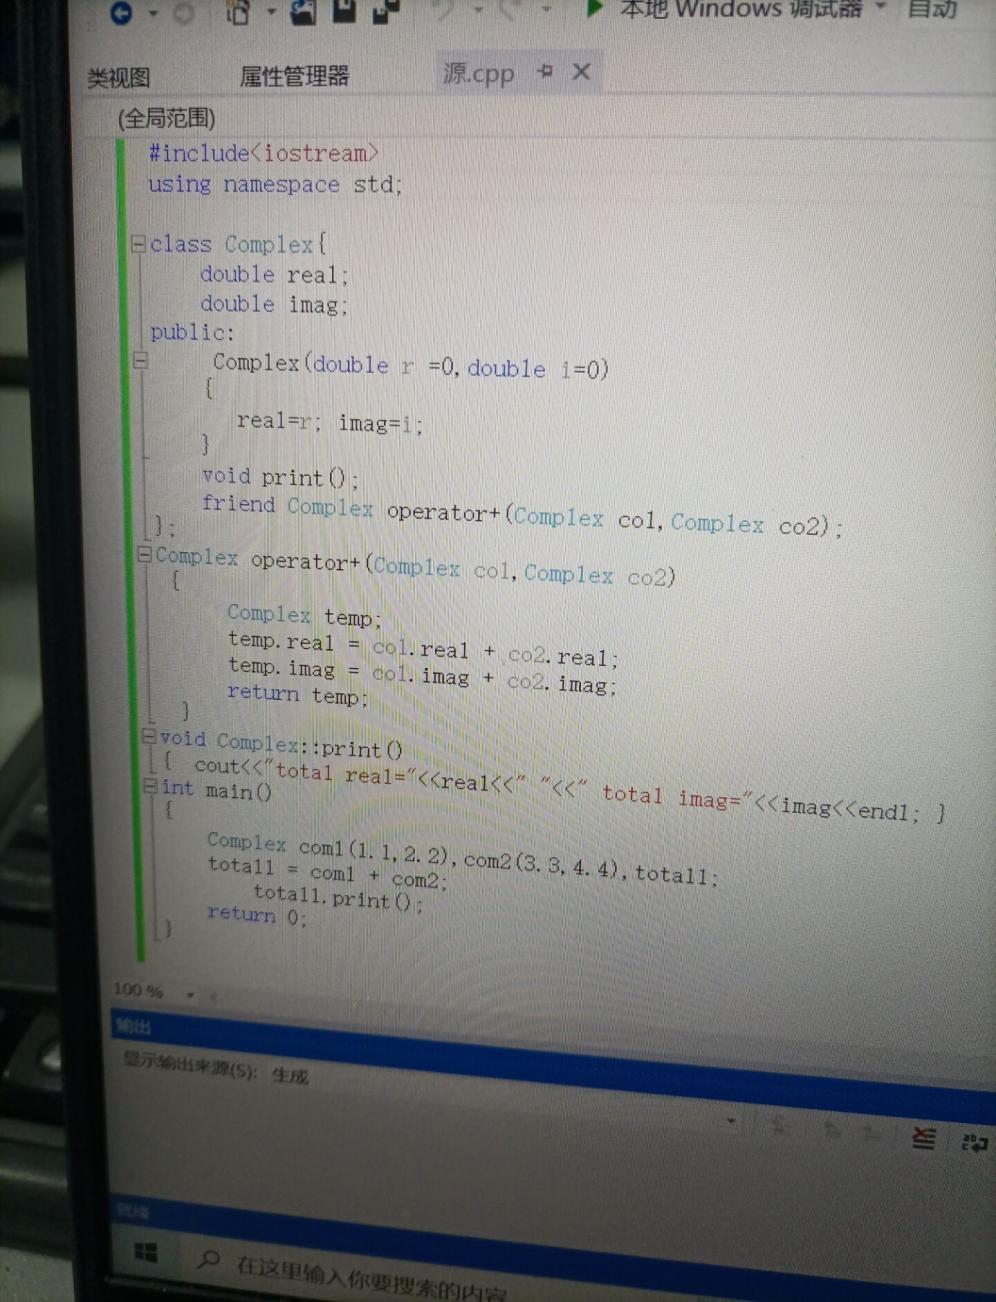 本地 Windows 调试器 自动
类视图 属性管理器 源.cpp
(全局范围)
#include<iostream>
using namespace std;
class Complex{
double real;
double imag;
public:
Complex(double r =0,double i=0)
{
real=r; imag=i;
}
void print();
friend Complex operator+(Complex co1,Complex co2);
};
Complex operator+(Complex co1,Complex co2)
{
Complex temp;
temp.real = co1.real + co2.real;
temp.imag = co1.imag + co2.imag;
return temp;
}
void Complex::print()
{ cout<<"total real="<<real<<" "<<" total imag="<<imag<<endl; }
int main()
{
Complex com1(1.1,2.2),com2(3.3,4.4),total1;
total1 = com1 + com2;
total1.print();
return 0;
}
100 %
输出
显示输出来源(S): 生成
就绪
在这里输入你要搜索的内容